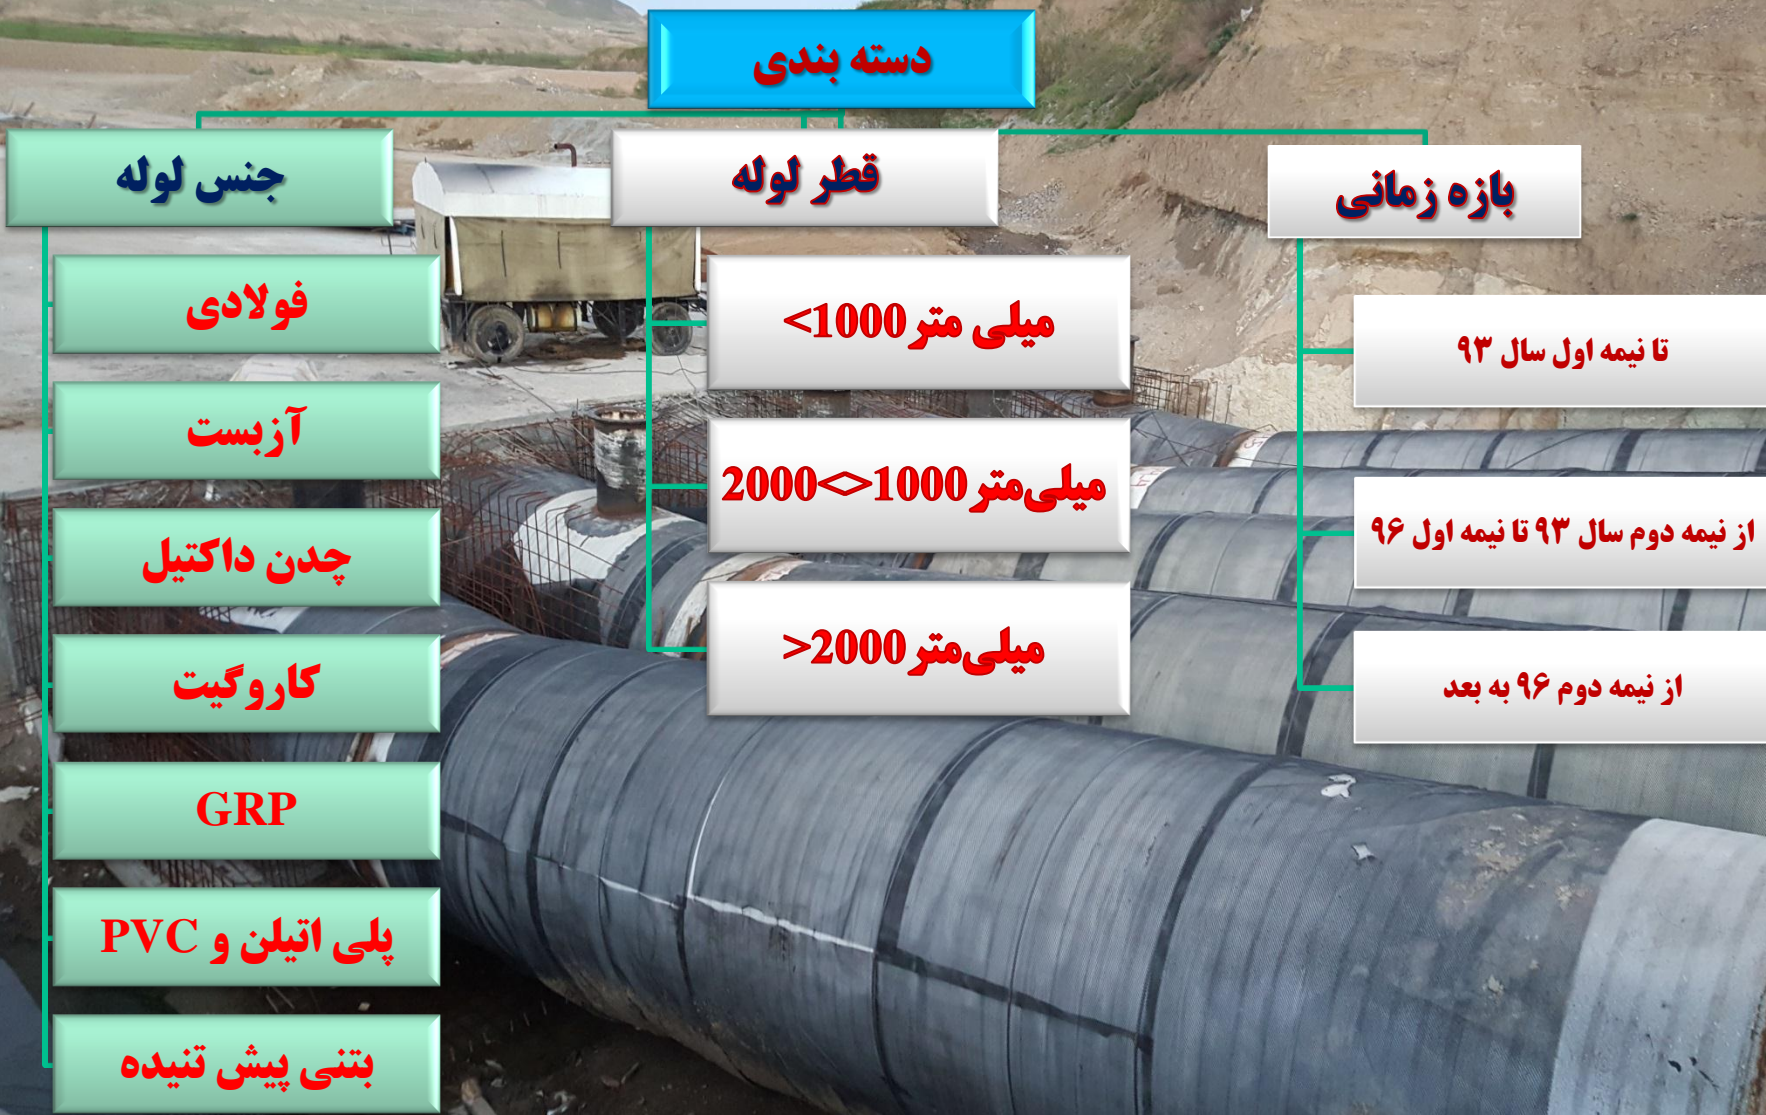 دسته بندی
بازه زمانی
تا نیمه اول سال ۹۳
از نیمه دوم سال ۹۳ تا نیمه اول ۹۶
از نیمه دوم ۹۶ به بعد
قطر لوله
میلی متر 1000>
میلی‌متر 1000<>2000
میلی‌متر 2000<
جنس لوله
فولادی
آزبست
چدن داکتیل
کاروگیت
GRP
پلی اتیلن و PVC
بتنی پیش تنیده